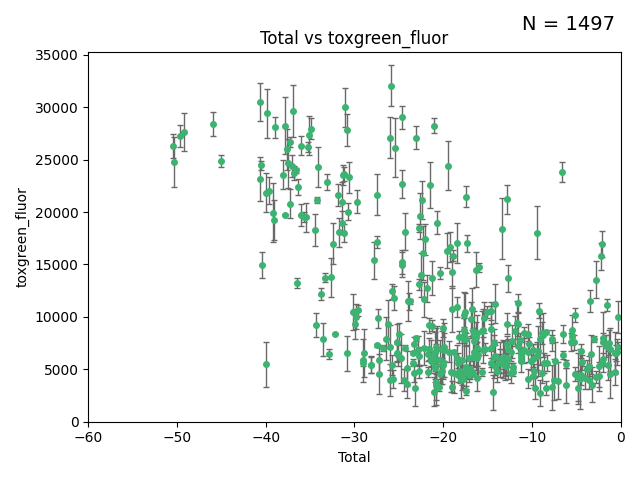 N = 1497
Total vs toxgreen_fluor
35000
30000
25000
20000
15000
10000
5000
0
toxgreen_fluor
−60 −50 −40 −30 −20 −10 0
Total